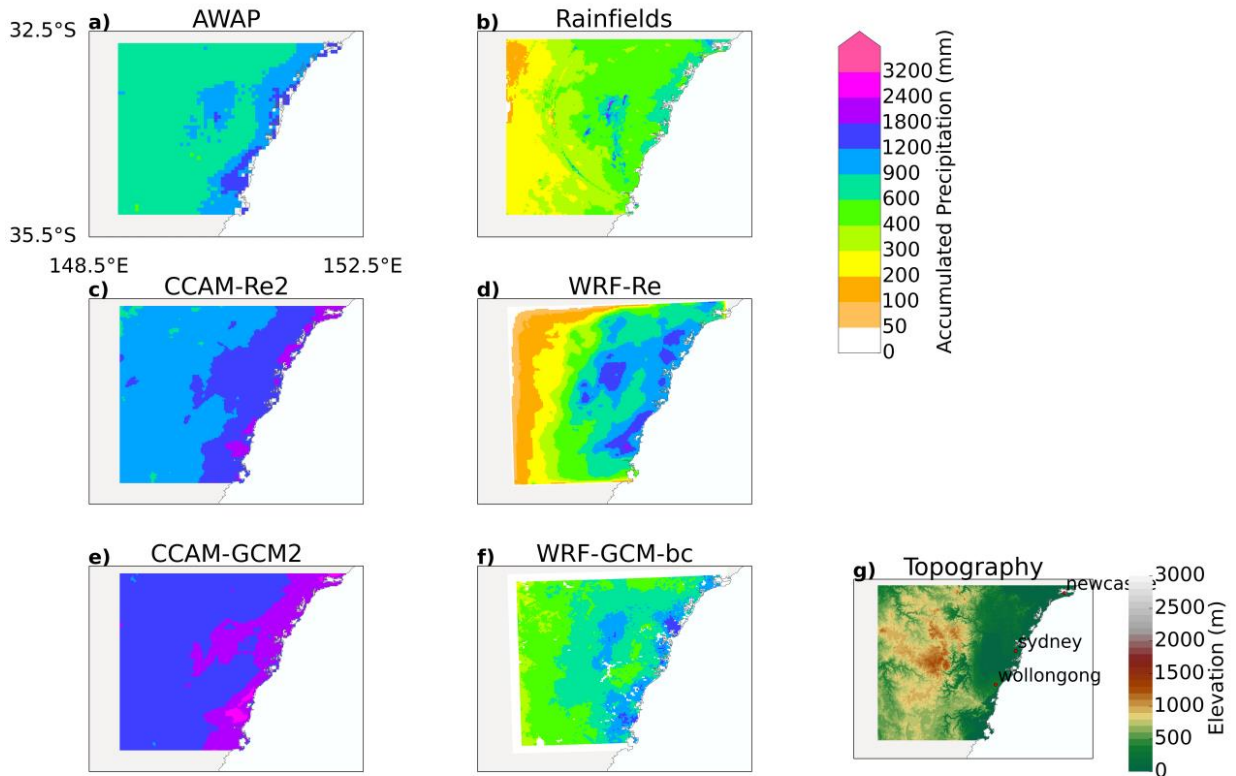 a) AWAP
b) Rainfields
32.5°S
35.5°S
148.5°E 152.5°E
3200
2400
1800
1200
900
600
400
300
200
100
50
0
Accumulated Precipitation (mm)
c) CCAM-Re2
d) WRF-Re
e) CCAM-GCM2
f) WRF-GCM-bc
g) Topography
newcastle
sydney
wollongong
3000
2500
2000
1500
1000
500
0
Elevation (m)